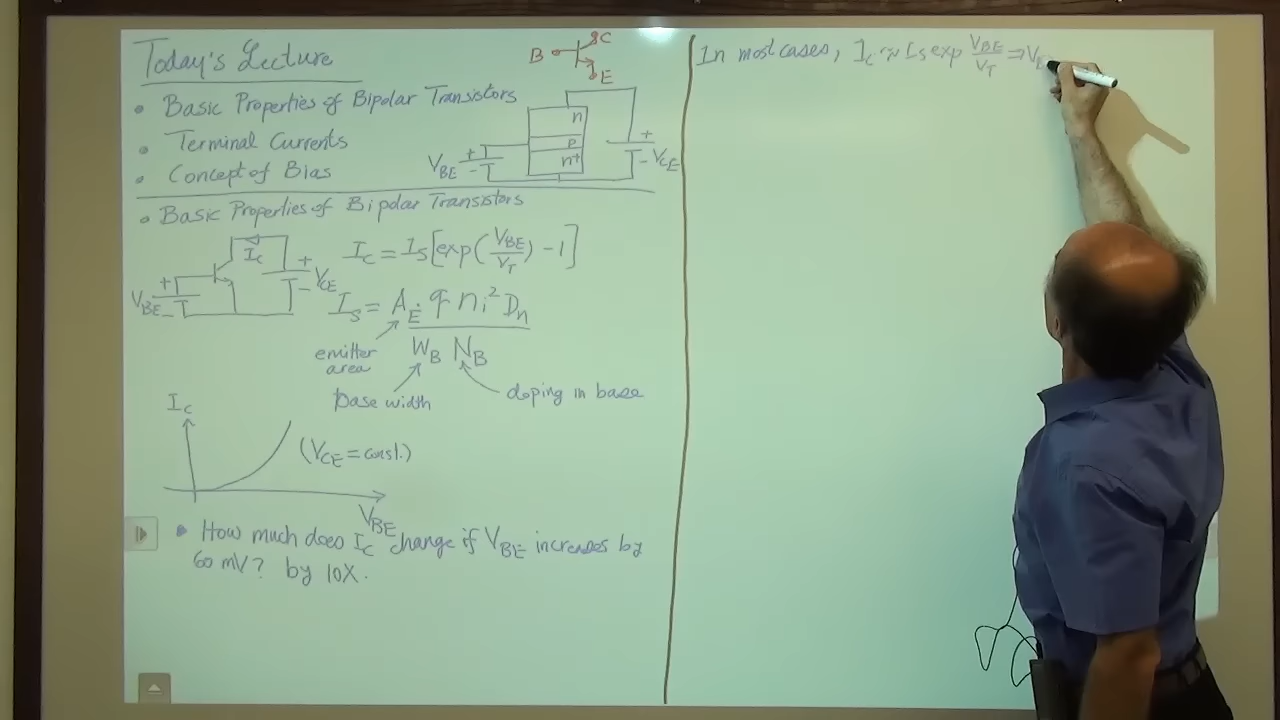 Today's Lecture
• Basic Properties of Bipolar Transistors
• Terminal Currents
• Concept of Bias
B
C
E
n
p
n+
+
-
V_BE
+
- V_CE
• Basic Properties of Bipolar Transistors
I_C
+
V_BE -
+
- V_CE
I_C = I_S[exp(V_BE/V_T) - 1]
I_S = A_E q n_i² D_n
W_B N_B
emitter
area
base width
doping in base
I_C
(V_CE = const.)
V_BE
• How much does I_C change if V_BE increases by
60 mV? by 10X.
In most cases, I_C ≈ I_S exp V_BE/V_T ⇒ V